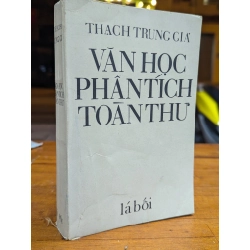 THẠCH TRUNG GIẢ
VĂN HỌC
PHÂN TÍCH
TOÀN THƯ
lá bối